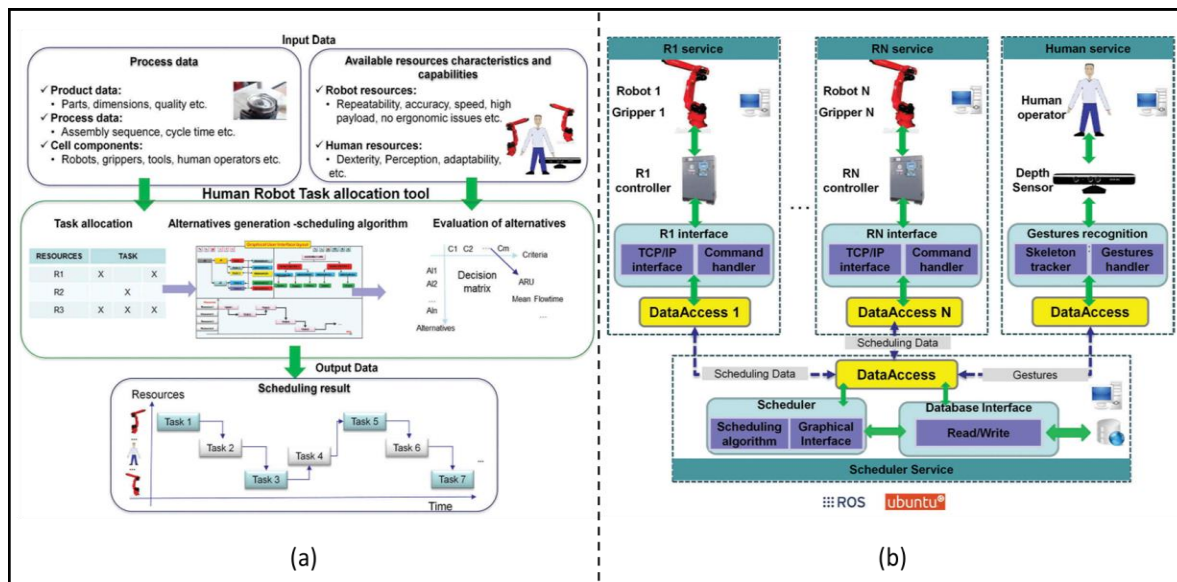 Input Data
Process data
✓ Product data:
• Parts, dimensions, quality etc.
✓ Process data:
• Assembly sequence, cycle time etc.
✓ Cell components:
• Robots, grippers, tools, human operators etc.
Available resources characteristics and
capabilities
✓ Robot resources:
• Repeatability, accuracy, speed, high
payload, no ergonomic issues etc.
✓ Human resources:
• Dexterity, Perception, adaptability,
etc.
Human Robot Task allocation tool
Task allocation
RESOURCES TASK
R1 X X
R2 X
R3 X X X
Alternatives generation -scheduling algorithm
Evaluation of alternatives
C1 C2 Cm
Criteria
Al1
Al2
...
Aln
Alternatives
Decision
matrix
ARU
Mean Flowtime
....
Output Data
Scheduling result
Resources
...
...
Task 1
Task 2
Task 3
Task 4
Task 5
Task 6
Task 7
...
Time
(a)
R1 service
Robot 1
Gripper 1
R1
controller
R1 interface
TCP/IP
interface
Command
handler
DataAccess 1
...
RN service
Robot N
Gripper N
RN
controller
RN interface
TCP/IP
interface
Command
handler
DataAccess N
Human service
Human
operator
Depth
Sensor
Gestures recognition
Skeleton
tracker
Gestures
handler
DataAccess
Scheduling Data
Scheduling Data
DataAccess
Gestures
Scheduler
Scheduling
algorithm
Graphical
Interface
Database Interface
Read/Write
Scheduler Service
ROS
ubuntu®
(b)